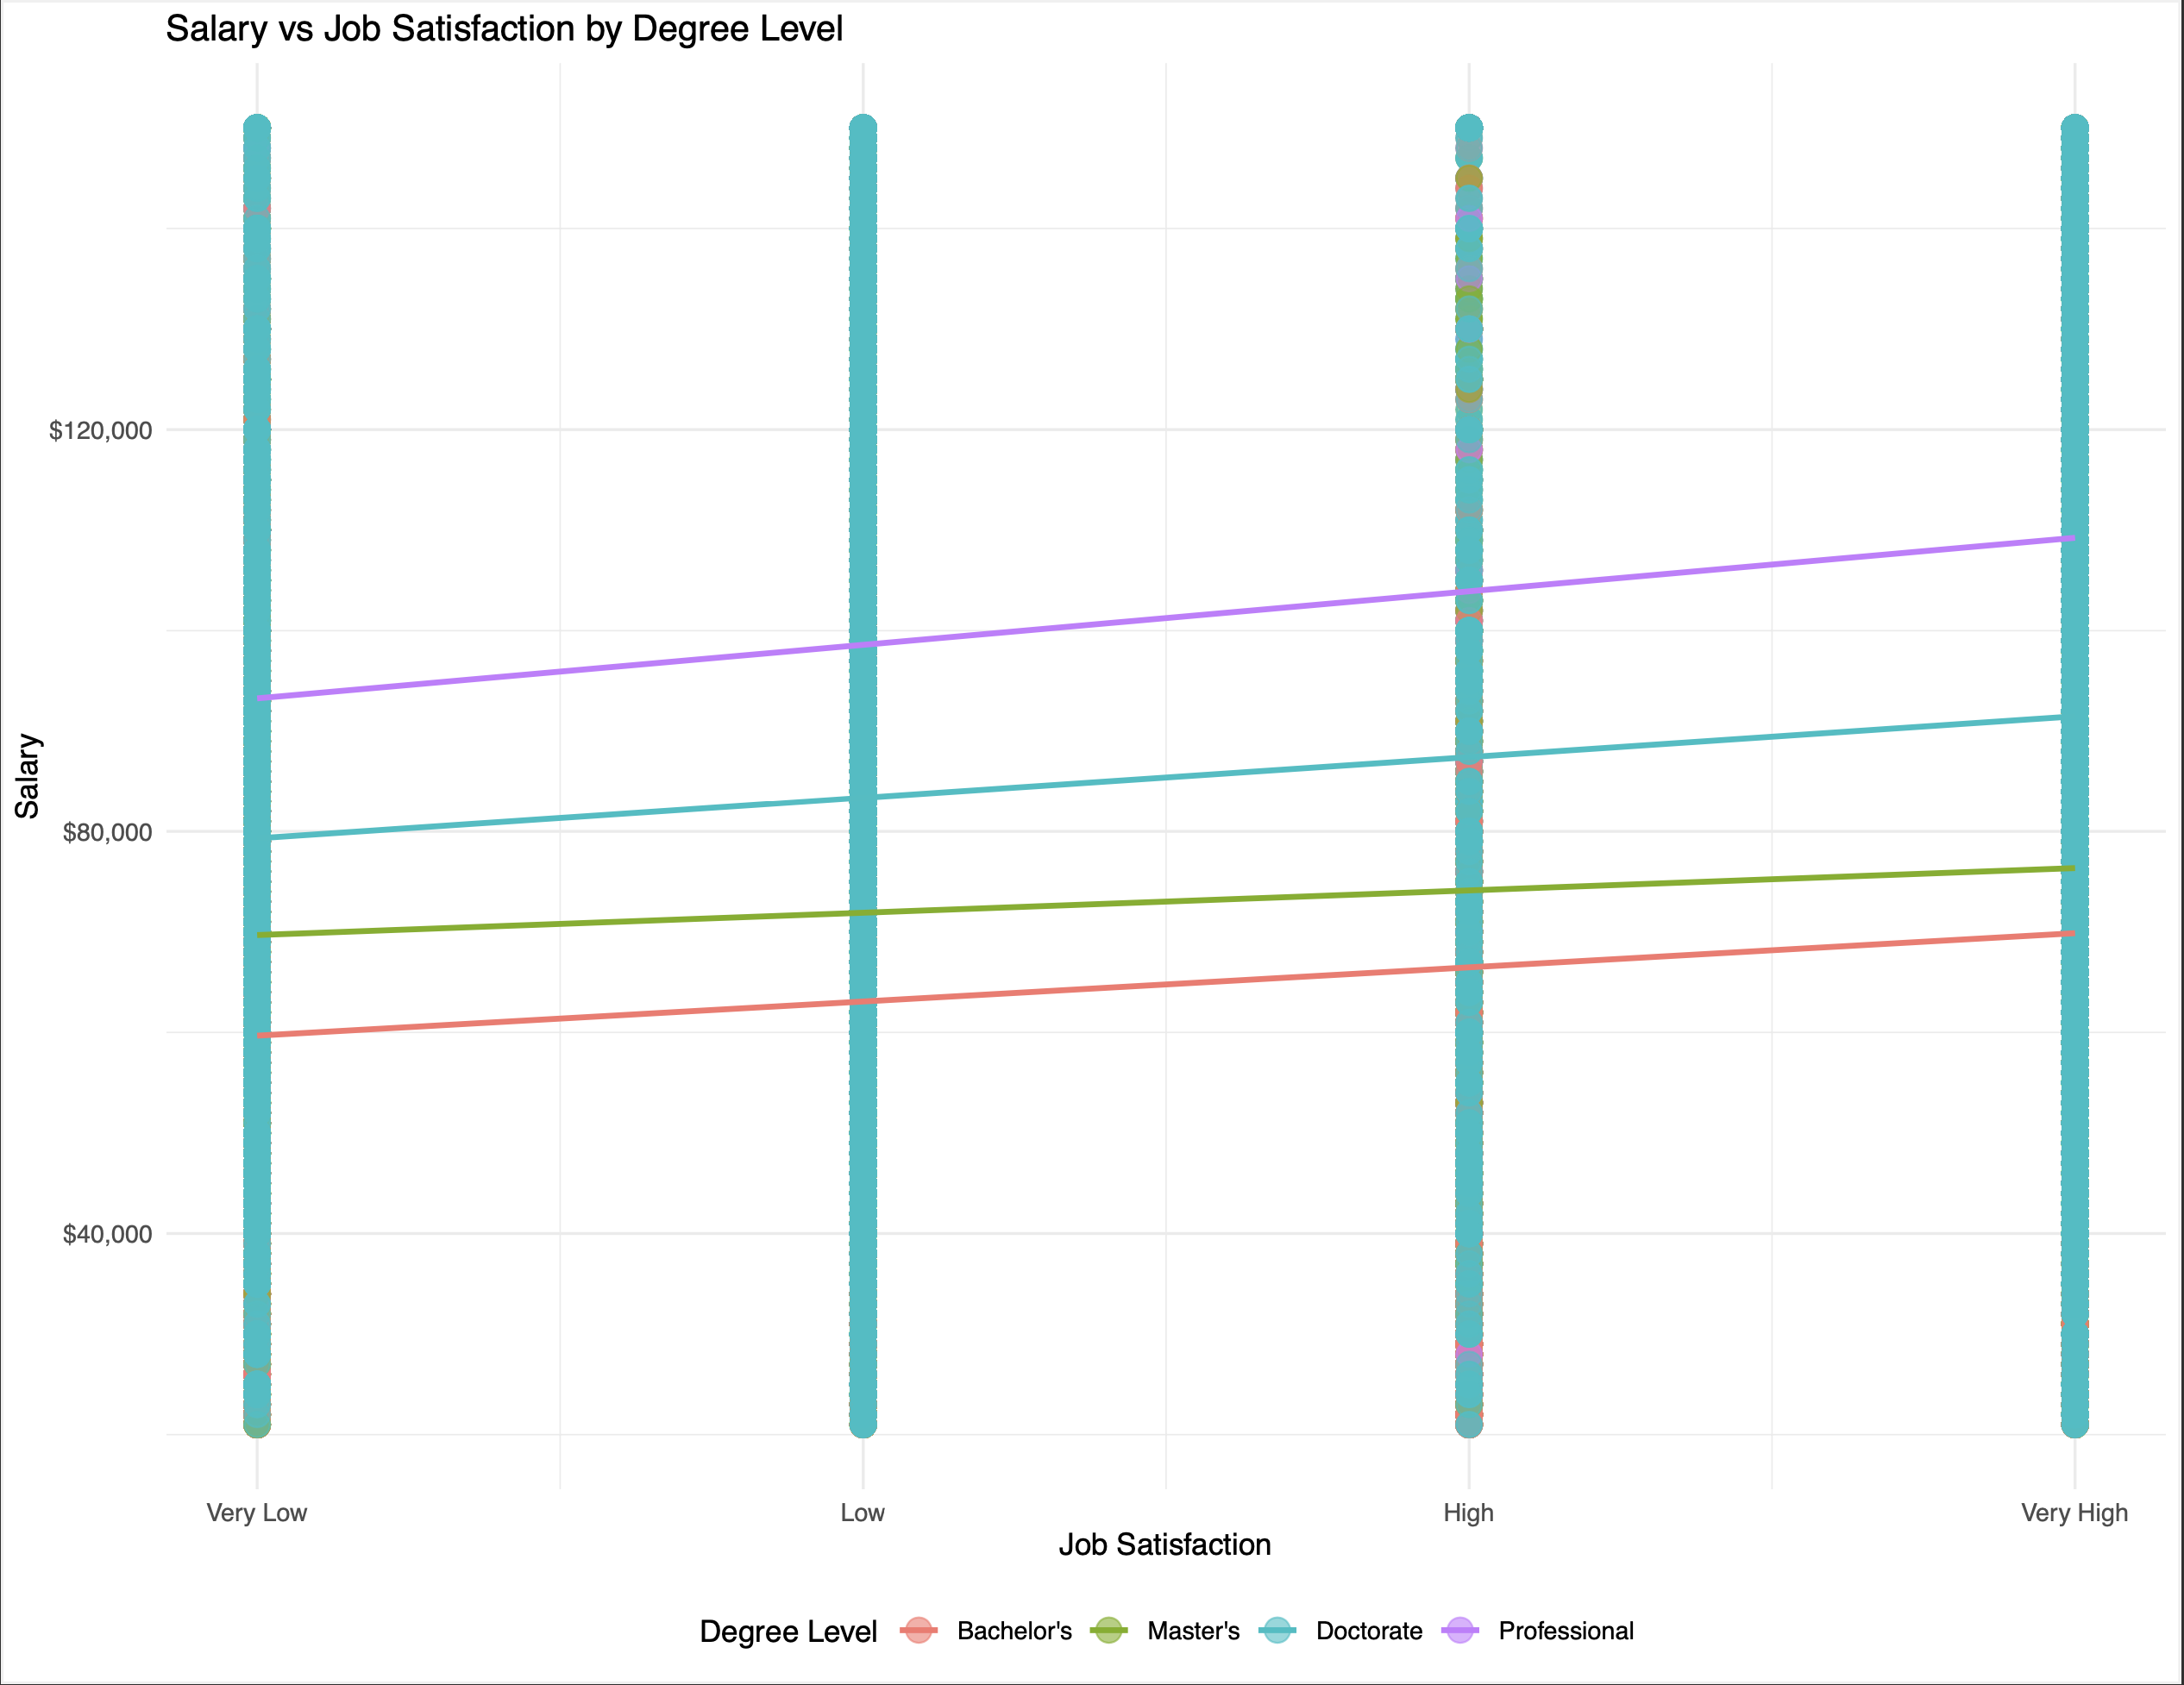 Salary vs Job Satisfaction by Degree Level
$120,000
Salary
$80,000
$40,000
Very Low Low High Very High
Job Satisfaction
Degree Level Bachelor's Master's Doctorate Professional